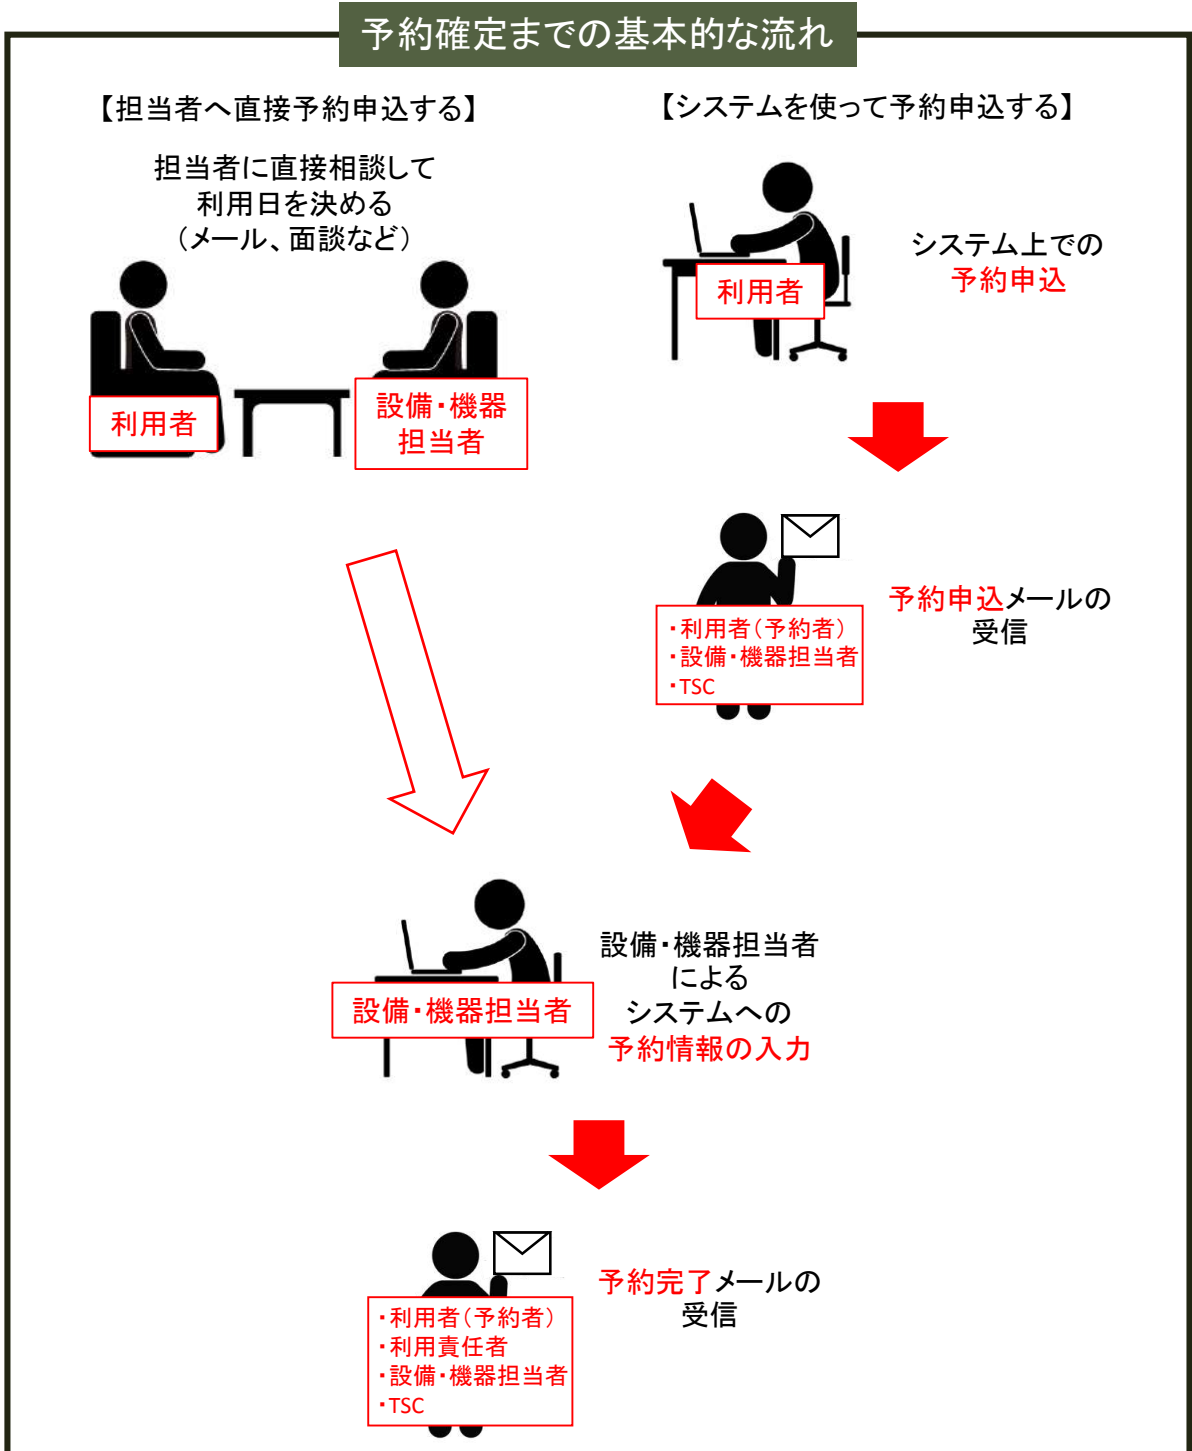 予約確定までの基本的な流れ
【担当者へ直接予約申込する】
担当者に直接相談して
利用日を決める
（メール、面談など）
利用者
設備・機器
担当者
【システムを使って予約申込する】
利用者
システム上での
予約申込
・利用者（予約者）
・設備・機器担当者
・TSC
予約申込メールの
受信
設備・機器担当者
設備・機器担当者
による
システムへの
予約情報の入力
・利用者（予約者）
・利用責任者
・設備・機器担当者
・TSC
予約完了メールの
受信